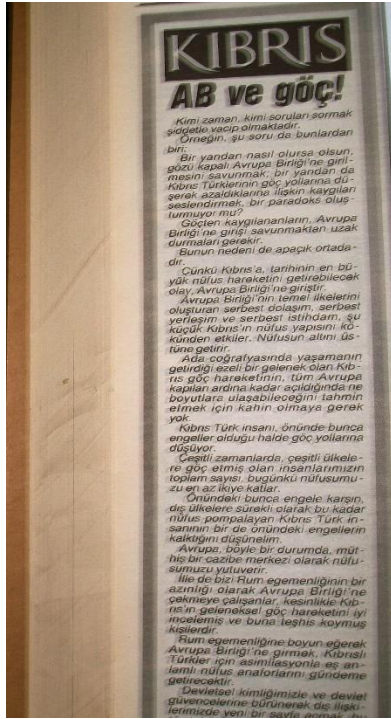 KIBRIS
AB ve göç!
Kimi zaman, kimi soruları sormak
şiddetle vacip olmaktadır.
Örneğin, şu soru da bunlardan
biri:
Bir yandan nasıl olursa olsun,
gözü kapalı Avrupa Birliği'ne giril-
mesini savunmak; bir yandan da
Kıbrıs Türklerinin göç yollarına dü-
şerek azaldıklarına ilişkin kaygıları
seslendirmek, bir paradoks oluş-
turmuyor mu?
Göçten kaygılananların, Avrupa
Birliği'ne girişi savunmaktan uzak
durmaları gerekir.
Bunun nedeni de apaçık ortada-
dır.
Çünkü Kıbrıs'a, tarihinin en bü-
yük nüfus hareketini getirebilecek
olay, Avrupa Birliği'ne giriştir.
Avrupa Birliği'nin temel ilkelerini
oluşturan serbest dolaşım, serbest
yerleşim ve serbest istihdam, şu
küçük Kıbrıs'ın nüfus yapısını kö-
künden etkiler. Nüfusun altını üs-
tüne getirir.
Ada coğrafyasında yaşamanın
getirdiği ezeli bir gelenek olan Kıb-
rıs göç hareketinin, tüm Avrupa
kapıları ardına kadar açıldığında ne
boyutlara ulaşabileceğini tahmin
etmek için kahin olmaya gerek
yok.
Kıbrıs Türk insanı, önünde bunca
engeller olduğu halde göç yollarına
düşüyor.
Çeşitli zamanlarda, çeşitli ülkele-
re göç etmiş olan insanlarımızın
toplam sayısı, bugünkü nüfusumu-
zu en az ikiye katlar.
Önündeki bunca engele karşın,
dış ülkelere sürekli olarak bu kadar
nüfus pompalayan Kıbrıs Türk in-
sanının bir de önündeki engellerin
kalktığını düşünelim.
Avrupa, böyle bir durumda, müt-
hiş bir cazibe merkezi olarak nüfu-
sumuzu yutuverir.
İlle de bizi Rum egemenliğinin bir
azınlığı olarak Avrupa Birliği'ne
çekmeye çalışanlar, kesinlikle Kıb-
rıs'ın geleneksel göç hareketini iyi
incelemiş ve buna teşhis koymuş
kişilerdir.
Rum egemenliğine boyun eğerek
Avrupa Birliği'ne girmek, Kıbrıslı
Türkler için asimilasyonla eş an-
lamlı nüfus anaforlarını gündeme
getirecektir.
Devletsel kimliğimizle ve devlet
güvencelerine bürünerek dış ilişki-
lerimizde yeni bir sayfa açmak